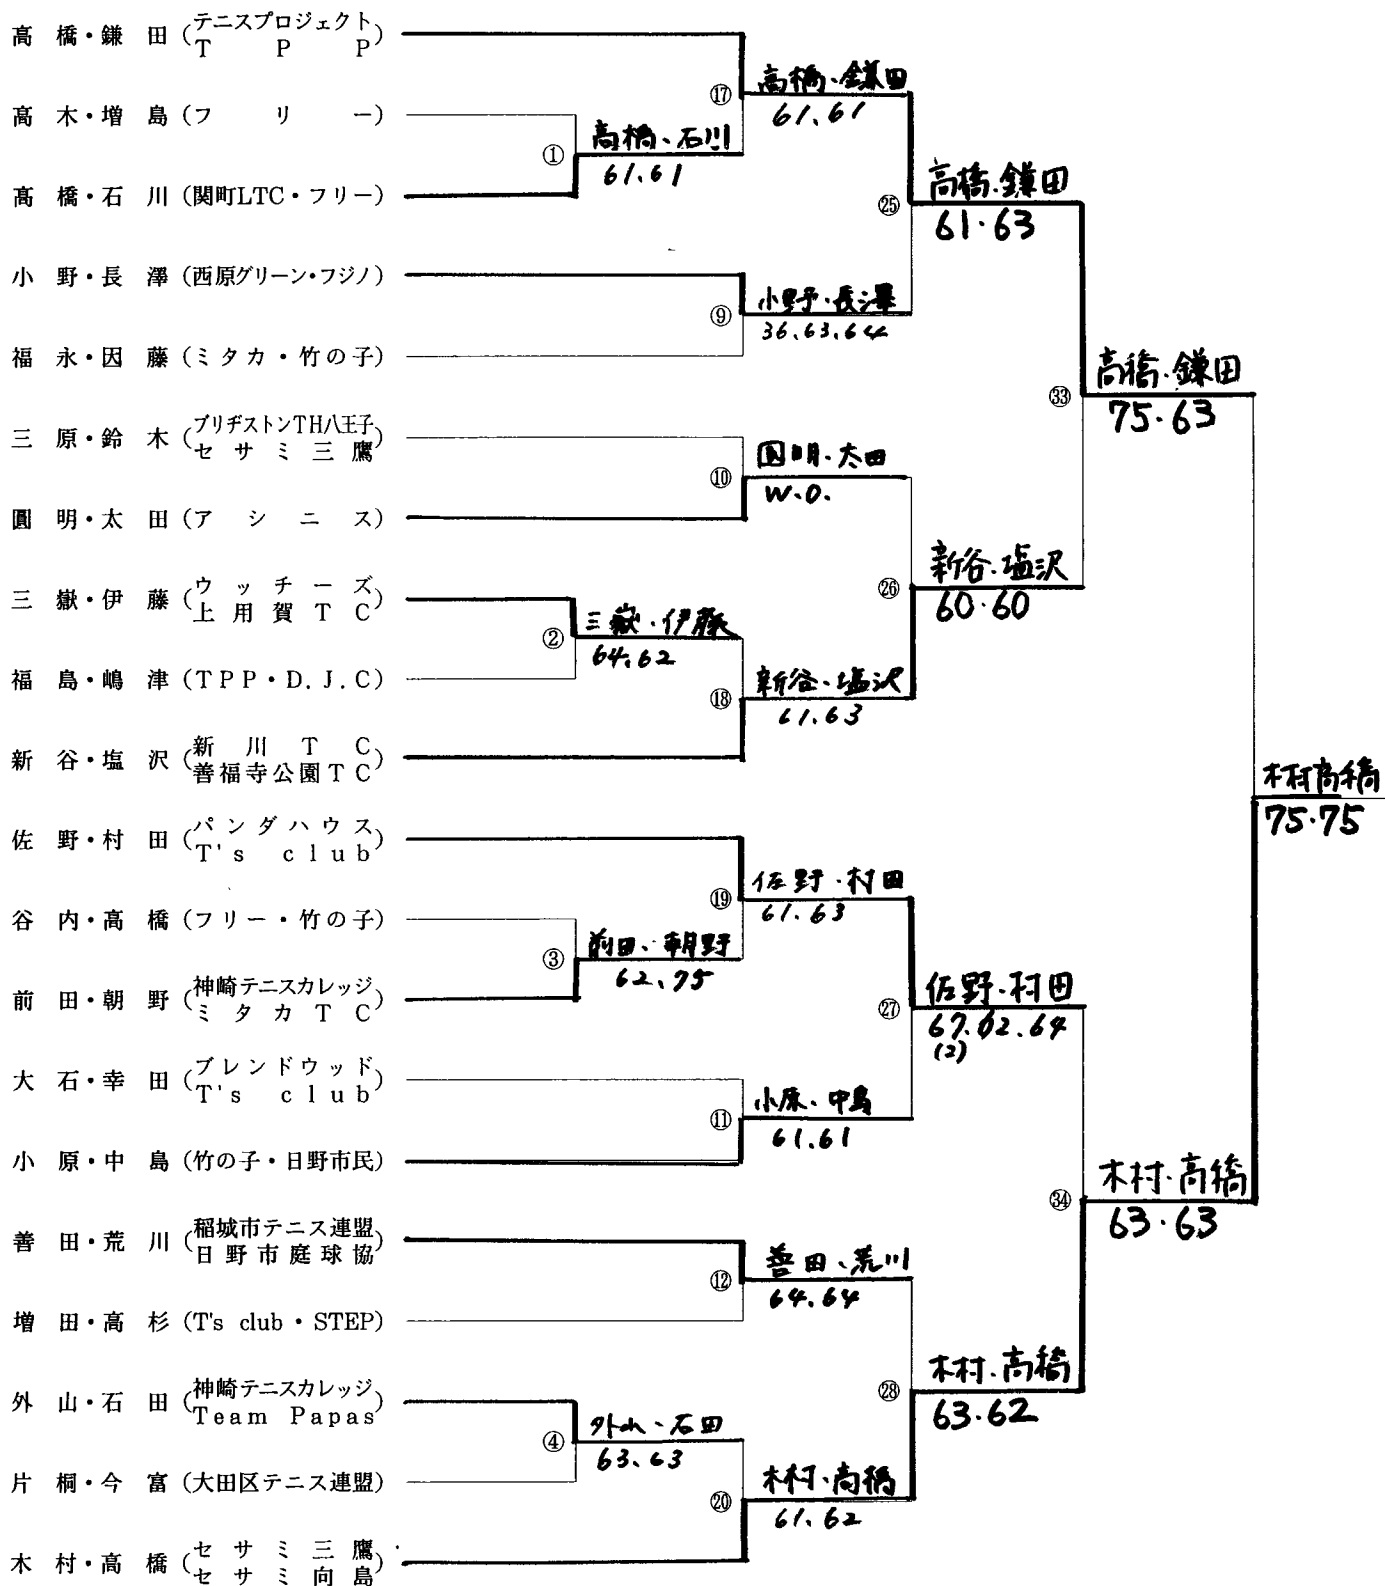 高橋・鎌田 (テニスプロジェクト
T P P)
⑰ 高橋・鎌田
61.61
高木・増島 (フリー)
① 高橋・石川
61.61
高橋・石川 (関町LTC・フリー)
㉕ 高橋・鎌田
61・63
小野・長澤 (西原グリーン・フジノ)
⑨ 小野・長澤
36.63.64
福永・因藤 (ミタカ・竹の子)
㉝ 高橋・鎌田
75・63
三原・鈴木 (ブリヂストンTH八王子
セサミ三鷹)
⑩ 圓明・太田
W.O.
圓明・太田 (アシニス)
㉖ 新谷・塩沢
60・60
三嶽・伊藤 (ウッチーズ
上用賀TC)
② 三嶽・伊藤
64.62
福島・嶋津 (TPP・D.J.C)
⑱ 新谷・塩沢
61.63
新谷・塩沢 (新川TC
善福寺公園TC)
木村高橋
75・75
佐野・村田 (パンダハウス
T's club)
⑲ 佐野・村田
61.63
谷内・高橋 (フリー・竹の子)
③ 前田・朝野
62.75
前田・朝野 (神崎テニスカレッジ
ミタカTC)
㉗ 佐野・村田
67.62.64
(2)
大石・幸田 (ブレンドウッド
T's club)
⑪ 小原・中島
61.61
小原・中島 (竹の子・日野市民)
㉞ 木村・高橋
63・63
善田・荒川 (稲城市テニス連盟
日野市庭球協)
⑫ 善田・荒川
64.64
増田・高杉 (T's club・STEP)
㉘ 木村・高橋
63・62
外山・石田 (神崎テニスカレッジ
Team Papas)
④ 外山・石田
63.63
片桐・今富 (大田区テニス連盟)
⑳ 木村・高橋
61.62
木村・高橋 (セサミ三鷹
セサミ向島)